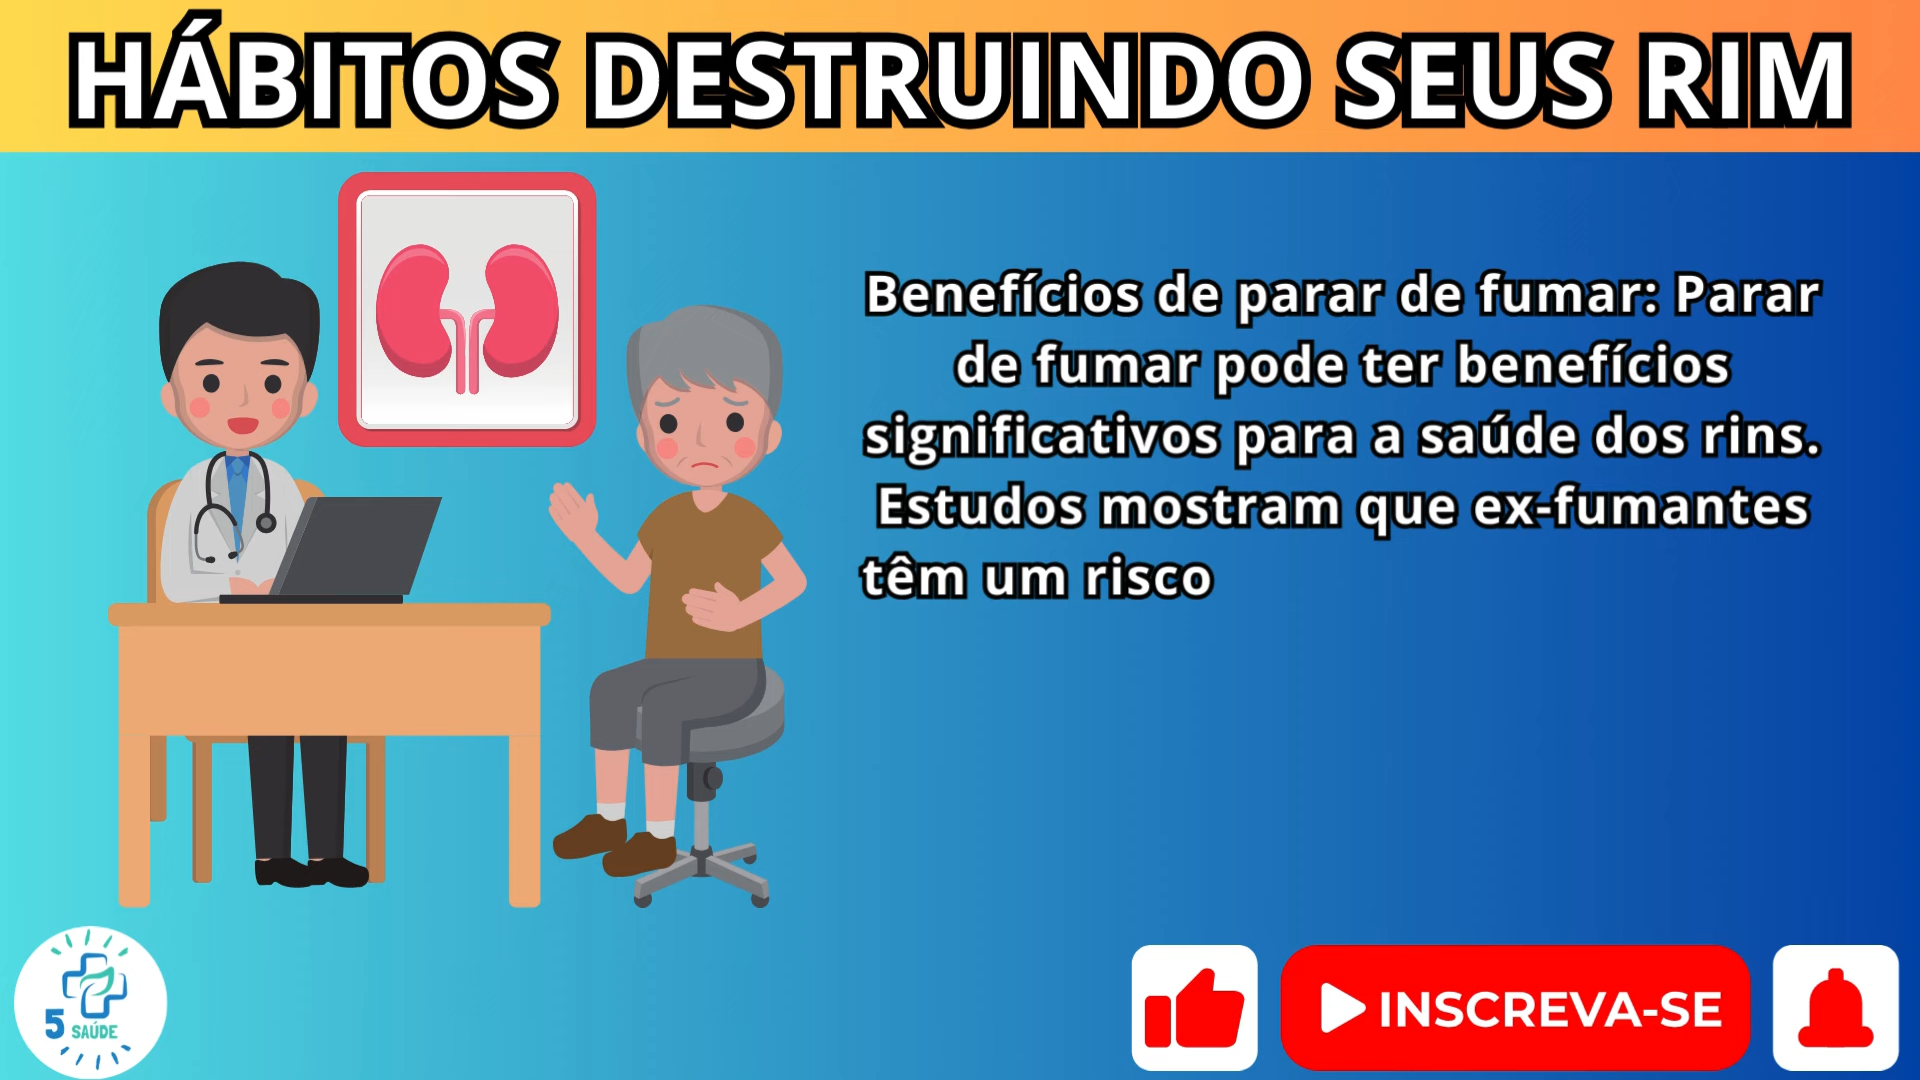 HÁBITOS DESTRUINDO SEUS RIM
Benefícios de parar de fumar: Parar
de fumar pode ter benefícios
significativos para a saúde dos rins.
Estudos mostram que ex-fumantes
têm um risco
5 SAÚDE
INSCREVA-SE